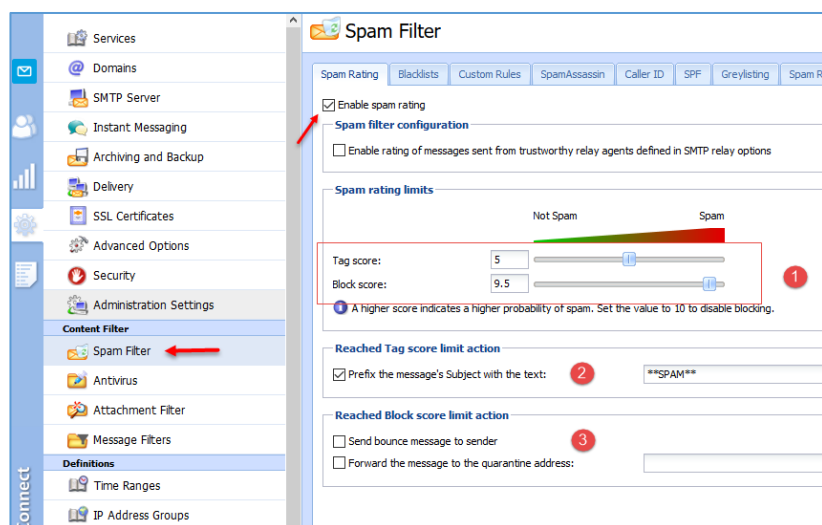 Services
Domains
SMTP Server
Instant Messaging
Archiving and Backup
Delivery
SSL Certificates
Advanced Options
Security
Administration Settings
Content Filter
Spam Filter
Antivirus
Attachment Filter
Message Filters
Definitions
Time Ranges
IP Address Groups
Spam Filter
Spam Rating Blacklists Custom Rules SpamAssassin Caller ID SPF Greylisting Spam R
Enable spam rating
Spam filter configuration
Enable rating of messages sent from trustworthy relay agents defined in SMTP relay options
Spam rating limits
Not Spam Spam
Tag score: 5
Block score: 9.5
1
A higher score indicates a higher probability of spam. Set the value to 10 to disable blocking.
Reached Tag score limit action
Prefix the message's Subject with the text: 2 **SPAM**
Reached Block score limit action
Send bounce message to sender 3
Forward the message to the quarantine address: